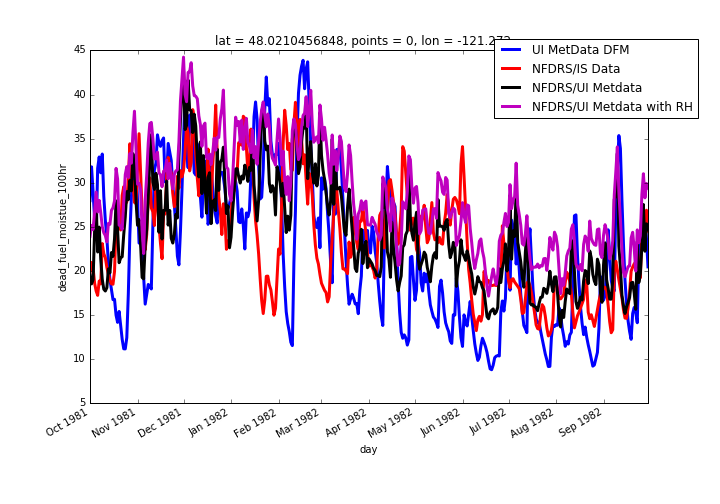 lat = 48.0210456848, points = 0, lon = -121.272
UI MetData DFM
NFDRS/IS Data
NFDRS/UI Metdata
NFDRS/UI Metdata with RH
dead_fuel_moistue_100hr
45
40
35
30
25
20
15
10
5
Oct 1981
Nov 1981
Dec 1981
Jan 1982
Feb 1982
Mar 1982
Apr 1982
May 1982
Jun 1982
Jul 1982
Aug 1982
Sep 1982
day